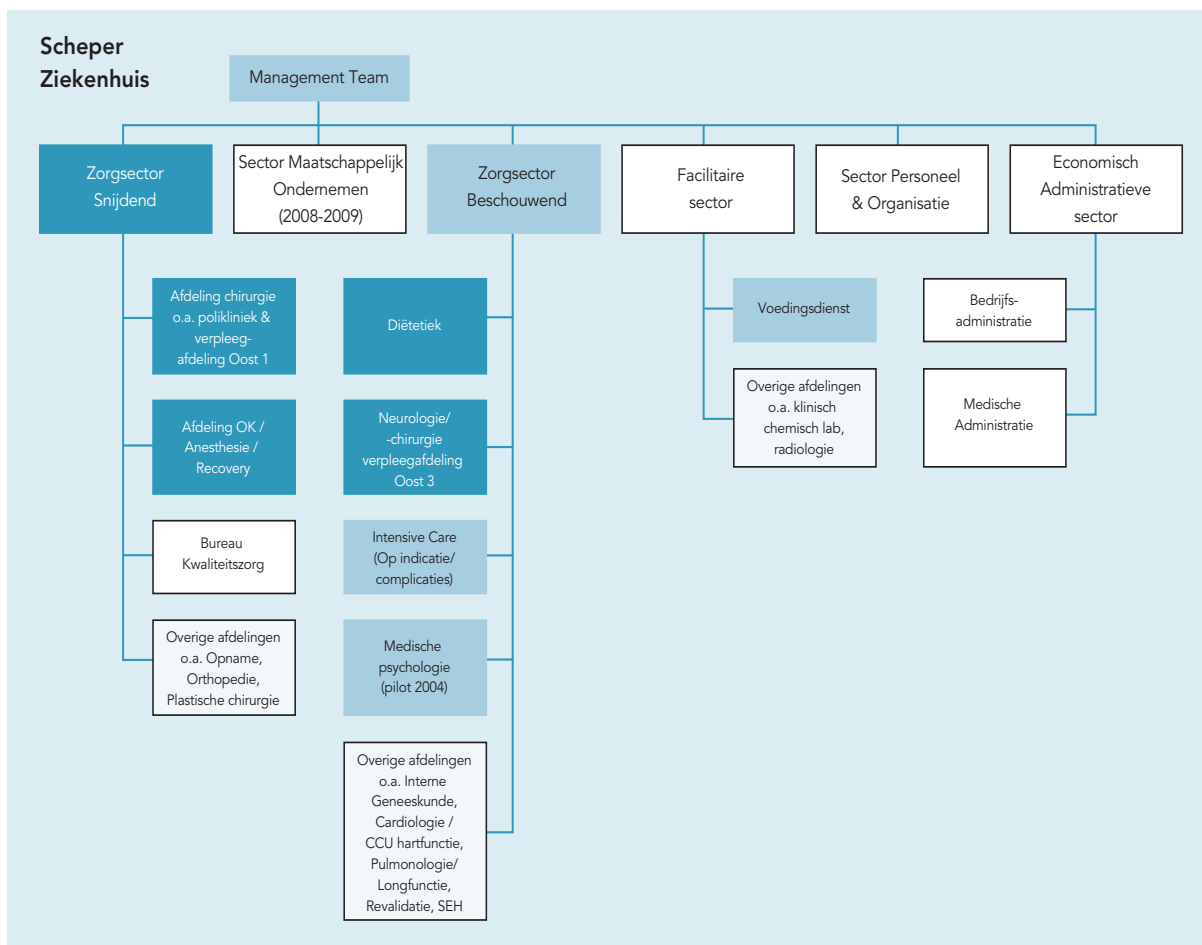 Scheper
Ziekenhuis
Management Team
Zorgsector
Snijdend
Sector Maatschappelijk
Ondernemen
(2008-2009)
Zorgsector
Beschouwend
Facilitaire
sector
Sector Personeel
& Organisatie
Economisch
Administratieve
sector
Afdeling chirurgie
o.a. polikliniek &
verpleeg-
afdeling Oost 1
Afdeling OK /
Anesthesie /
Recovery
Bureau
Kwaliteitszorg
Overige afdelingen
o.a. Opname,
Orthopedie,
Plastische chirurgie
Diëtetiek
Neurologie/
-chirurgie
verpleegafdeling
Oost 3
Intensive Care
(Op indicatie/
complicaties)
Medische
psychologie
(pilot 2004)
Overige afdelingen
o.a. Interne
Geneeskunde,
Cardiologie /
CCU hartfunctie,
Pulmonologie/
Longfunctie,
Revalidatie, SEH
Voedingsdienst
Overige afdelingen
o.a. klinisch
chemisch lab,
radiologie
Bedrijfs-
administratie
Medische
Administratie